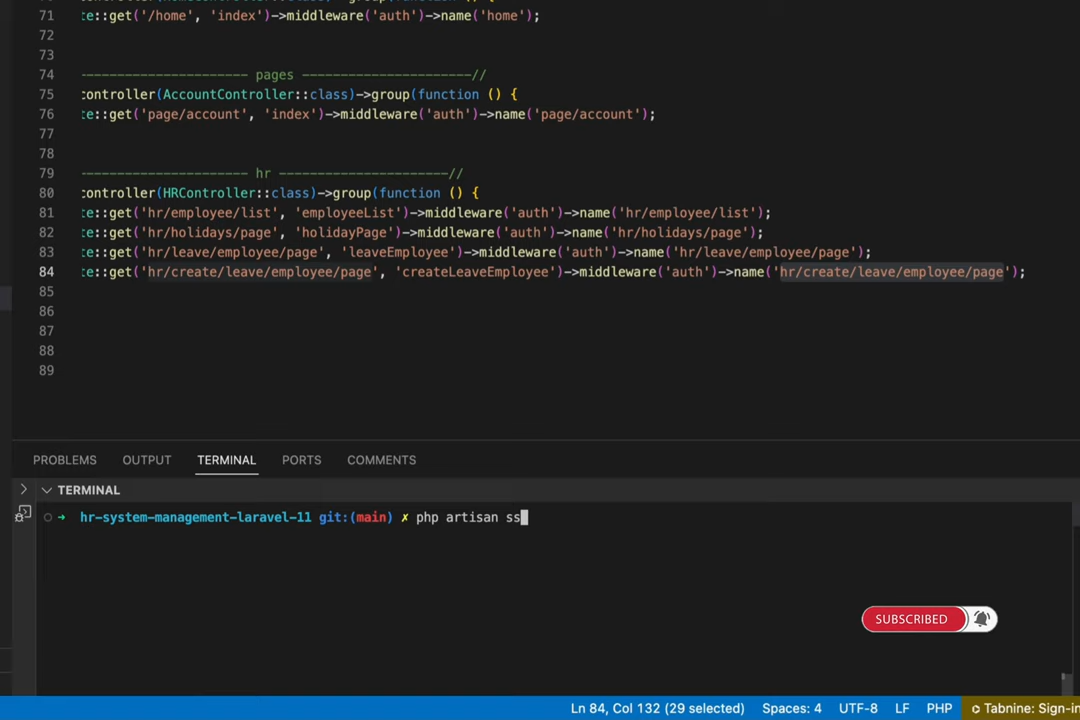 71 te::get('/home', 'index')->middleware('auth')->name('home');
72
73
74 ---------------------- pages -----------------------//
75 controller(AccountController::class)->group(function () {
76 te::get('page/account', 'index')->middleware('auth')->name('page/account');
77
78
79 ---------------------- hr -----------------------//
80 controller(HRController::class)->group(function () {
81 te::get('hr/employee/list', 'employeeList')->middleware('auth')->name('hr/employee/list');
82 te::get('hr/holidays/page', 'holidayPage')->middleware('auth')->name('hr/holidays/page');
83 te::get('hr/leave/employee/page', 'leaveEmployee')->middleware('auth')->name('hr/leave/employee/page');
84 te::get('hr/create/leave/employee/page', 'createLeaveEmployee')->middleware('auth')->name('hr/create/leave/employee/page');
85
86
87
88
89
PROBLEMS OUTPUT TERMINAL PORTS COMMENTS
TERMINAL
hr-system-management-laravel-11 git:(main) ✗ php artisan ss
SUBSCRIBED
Ln 84, Col 132 (29 selected) Spaces: 4 UTF-8 LF PHP Tabnine: Sign-in